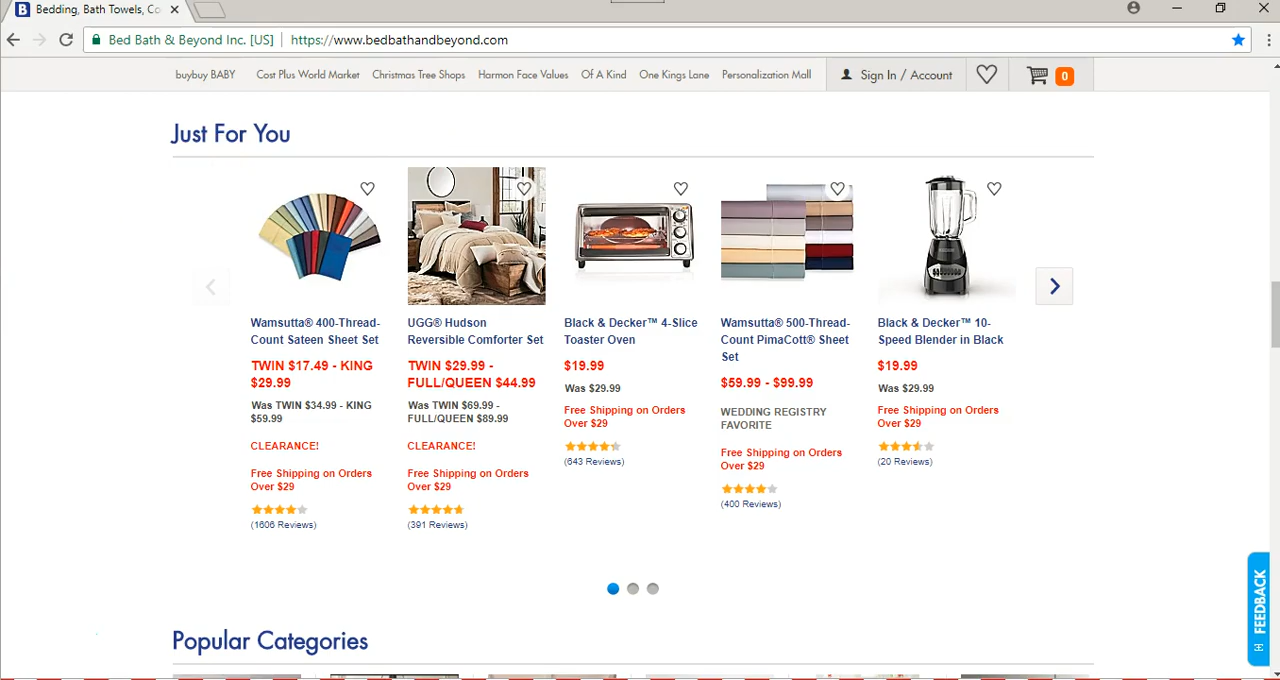 Bedding, Bath Towels, Co
Bed Bath & Beyond Inc. [US] https://www.bedbathandbeyond.com
buybuy BABY Cost Plus World Market Christmas Tree Shops Harmon Face Values Of A Kind One Kings Lane Personalization Mall Sign In / Account 0
Just For You
Wamsutta® 400-Thread-
Count Sateen Sheet Set
TWIN $17.49 - KING
$29.99
Was TWIN $34.99 - KING
$59.99
CLEARANCE!
Free Shipping on Orders
Over $29
(1606 Reviews)
UGG® Hudson
Reversible Comforter Set
TWIN $29.99 -
FULL/QUEEN $44.99
Was TWIN $69.99 -
FULL/QUEEN $89.99
CLEARANCE!
Free Shipping on Orders
Over $29
(391 Reviews)
Black & Decker™ 4-Slice
Toaster Oven
$19.99
Was $29.99
Free Shipping on Orders
Over $29
(643 Reviews)
Wamsutta® 500-Thread-
Count PimaCott® Sheet
Set
$59.99 - $99.99
WEDDING REGISTRY
FAVORITE
Free Shipping on Orders
Over $29
(400 Reviews)
Black & Decker™ 10-
Speed Blender in Black
$19.99
Was $29.99
Free Shipping on Orders
Over $29
(20 Reviews)
FEEDBACK
Popular Categories